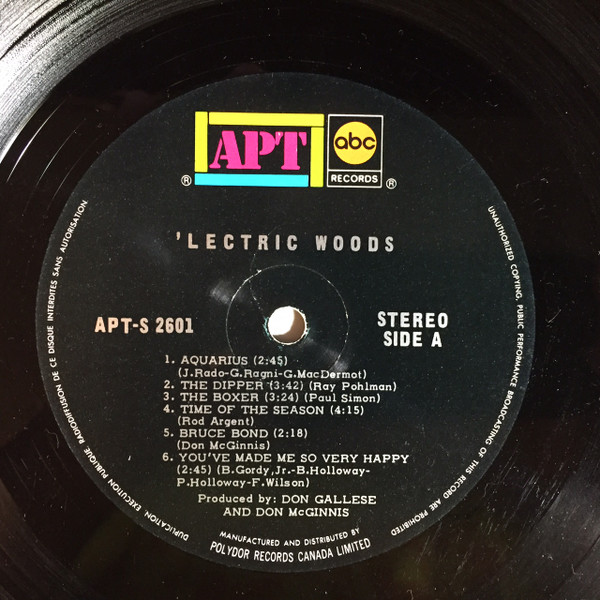 APT abc
® RECORDS ®
'LECTRIC WOODS
APT-S 2601
STEREO
SIDE A
1. AQUARIUS (2:45)
(J.Rado-G.Ragni-G.MacDermot)
2. THE DIPPER (3:42) (Ray Pohlman)
3. THE BOXER (3:24) (Paul Simon)
4. TIME OF THE SEASON (4:15)
(Rod Argent)
5. BRUCE BOND (2:18)
(Don McGinnis)
6. YOU'VE MADE ME SO VERY HAPPY
(2:45) (B.Gordy,Jr.-B.Holloway-
P.Holloway-F.Wilson)
Produced by: DON GALLESE
AND DON McGINNIS
MANUFACTURED AND DISTRIBUTED BY
POLYDOR RECORDS CANADA LIMITED
DUPLICATION, EXECUTION PUBLIQUE RADIODIFFUSION DE CE DISQUE INTERDITES SANS AUTORISATION.
UNAUTHORIZED COPYING, PUBLIC PERFORMANCE BROADCASTING OF THIS RECORD ARE PROHIBITED